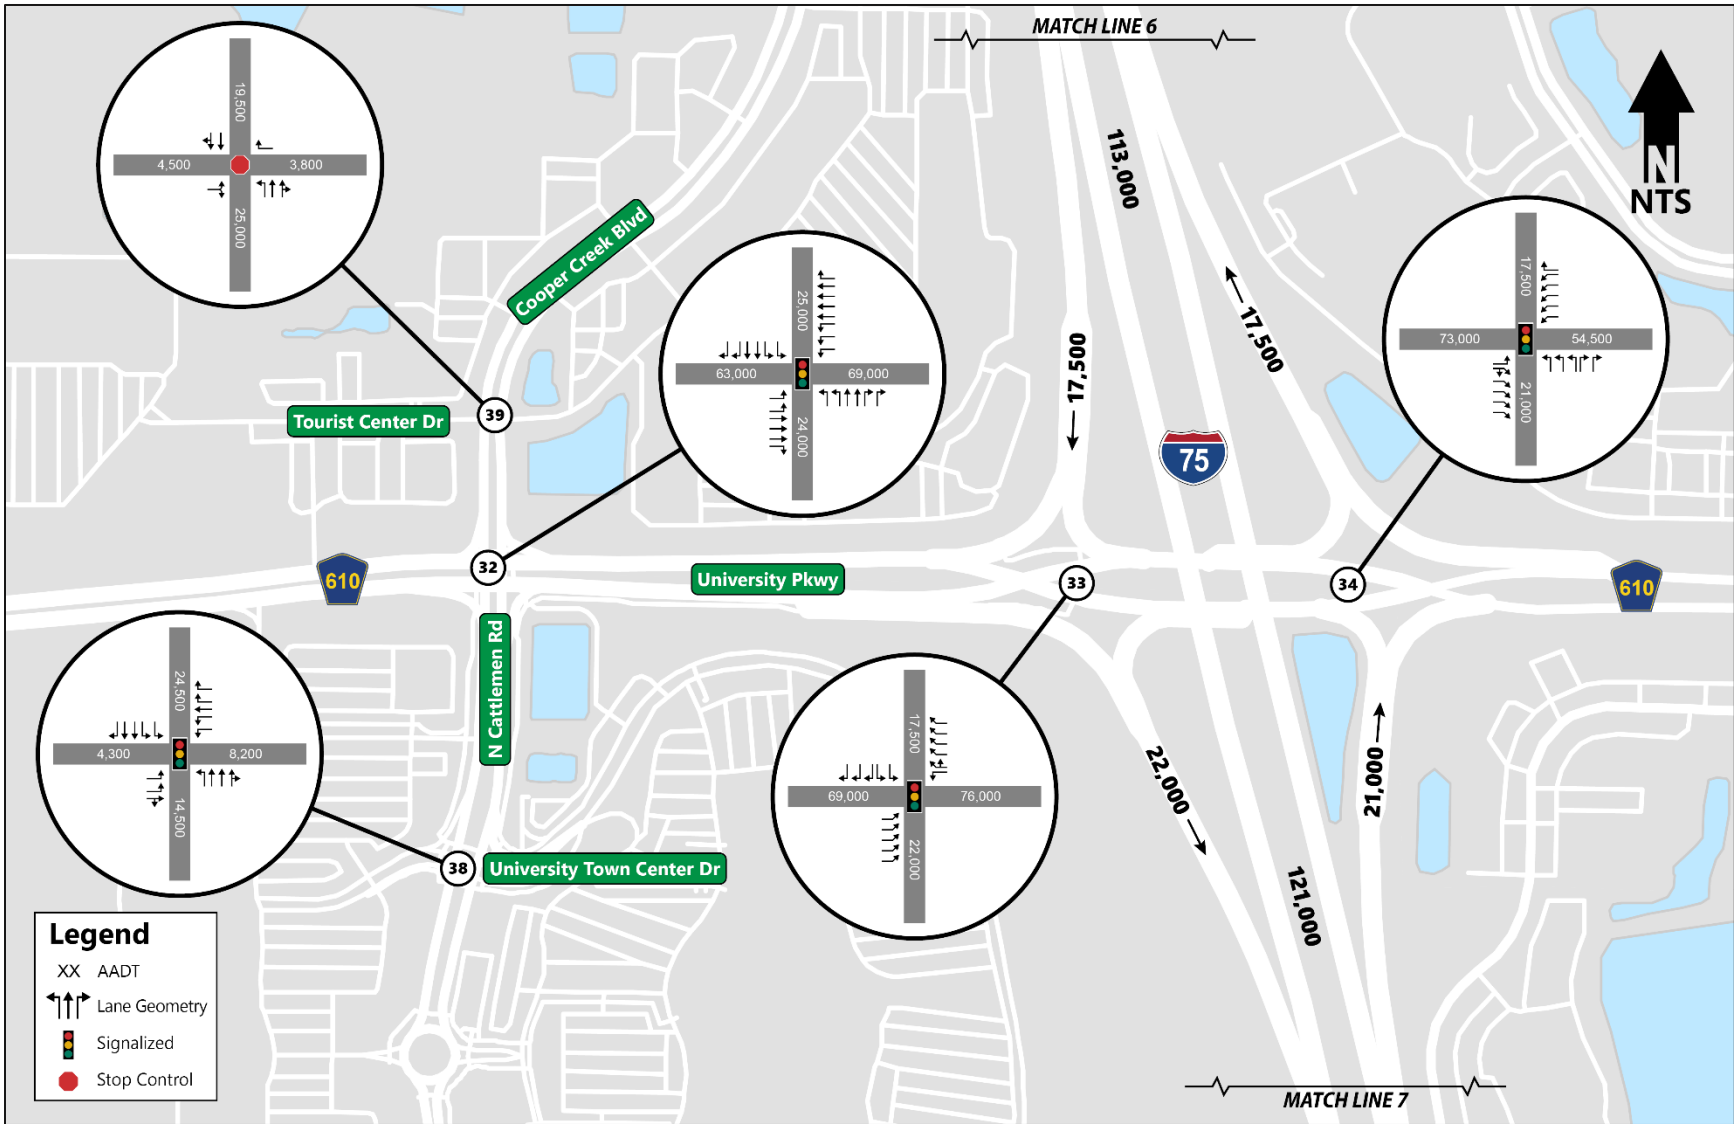 MATCH LINE 6
N
NTS
19,500
4,500
3,800
25,000
Cooper Creek Blvd
113,000
17,500
17,500
25,000
63,000
69,000
24,000
17,500
73,000
54,500
21,000
39
Tourist Center Dr
75
610
32
University Pkwy
33
34
610
N Cattlemen Rd
24,500
4,300
8,200
14,500
17,500
69,000
76,000
22,000
22,000
21,000
121,000
38
University Town Center Dr
Legend
XX AADT
Lane Geometry
Signalized
Stop Control
MATCH LINE 7